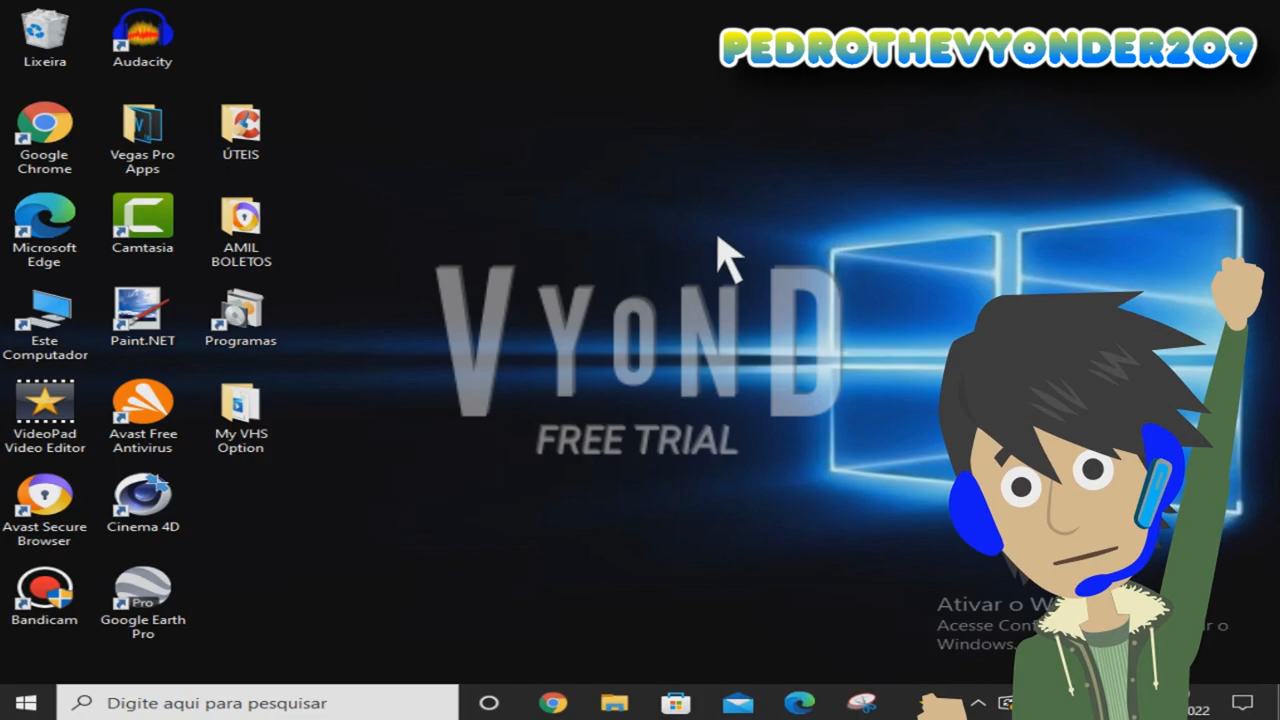 PEDROTHEVYONDER209
Lixeira
Audacity
Google
Chrome
Vegas Pro
Apps
ÚTEIS
Microsoft
Edge
Camtasia
AMIL
BOLETOS
Este
Computador
Paint.NET
Programas
VideoPad
Video Editor
Avast Free
Antivirus
My VHS
Option
Avast Secure
Browser
Cinema 4D
Bandicam
Pro
Google Earth
Pro
VYOND
FREE TRIAL
Ativar o
Acesse
Windows.
Digite aqui para pesquisar